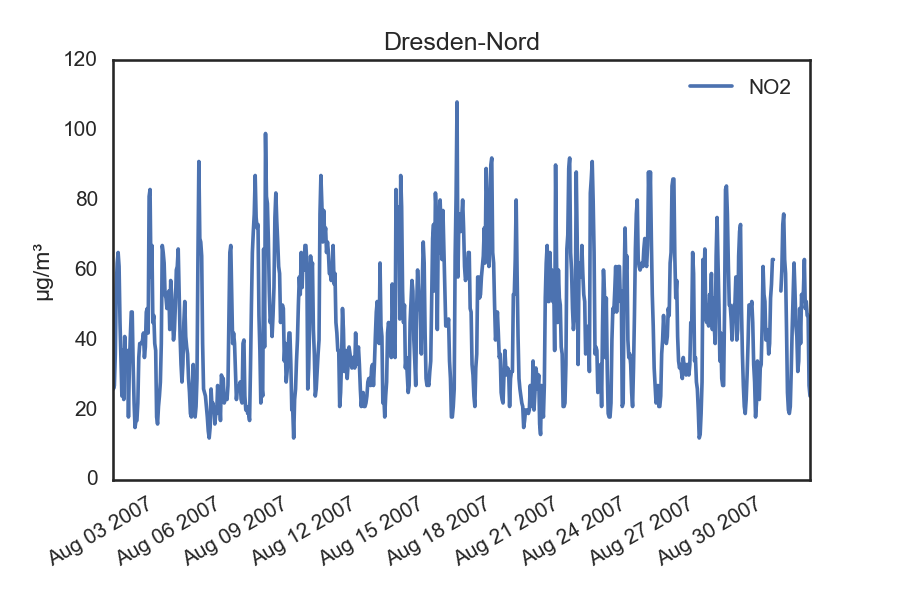 Dresden-Nord
120
100
80
60
40
20
0
µg/m³
NO2
Aug 03 2007
Aug 06 2007
Aug 09 2007
Aug 12 2007
Aug 15 2007
Aug 18 2007
Aug 21 2007
Aug 24 2007
Aug 27 2007
Aug 30 2007